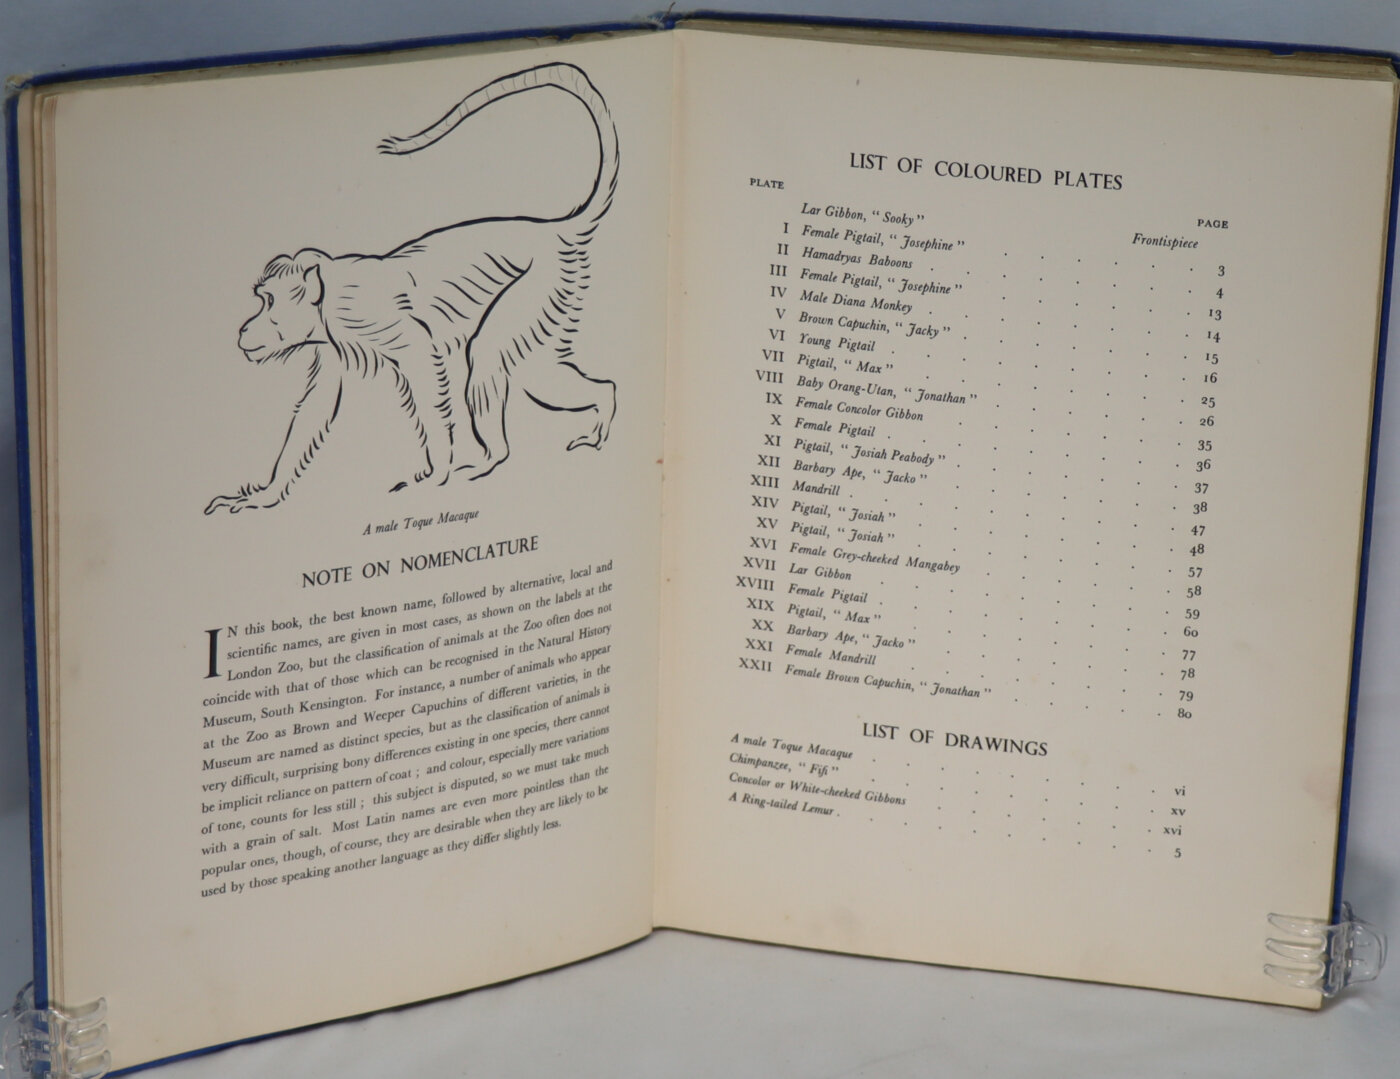 A male Toque Macaque
NOTE ON NOMENCLATURE
IN this book, the best known name, followed by alternative, local and
scientific names, are given in most cases, as shown on the labels at the
London Zoo, but the classification of animals at the Zoo often does not
coincide with that of those which can be recognised in the Natural History
Museum, South Kensington. For instance, a number of animals who appear
at the Zoo as Brown and Weeper Capuchins of different varieties, in the
Museum are named as distinct species, but as the classification of animals is
very difficult, surprising bony differences existing in one species, there cannot
be implicit reliance on pattern of coat ; and colour, especially mere variations
of tone, counts for less still ; this subject is disputed, so we must take much
with a grain of salt. Most Latin names are even more pointless than the
popular ones, though, of course, they are desirable when they are likely to be
used by those speaking another language as they differ slightly less.
LIST OF COLOURED PLATES
PLATE PAGE
Lar Gibbon, “ Sooky ” Frontispiece
I Female Pigtail, “ Josephine ” . . . . . . 3
II Hamadryas Baboons . . . . . . . . 4
III Female Pigtail, “ Josephine ” . . . . . . 13
IV Male Diana Monkey . . . . . . . . 14
V Brown Capuchin, “ Jacky ” . . . . . . . 15
VI Young Pigtail . . . . . . . . . 16
VII Pigtail, “ Max ” . . . . . . . . 25
VIII Baby Orang-Utan, “ Jonathan ” . . . . . . 26
IX Female Concolor Gibbon . . . . . . . 35
X Female Pigtail . . . . . . . . . 36
XI Pigtail, “ Josiah Peabody ” . . . . . . . 37
XII Barbary Ape, “ Jacko ” . . . . . . . 38
XIII Mandrill . . . . . . . . . . 47
XIV Pigtail, “ Josiah ” . . . . . . . . 48
XV Pigtail, “ Josiah ” . . . . . . . . 57
XVI Female Grey-cheeked Mangabey . . . . . . 58
XVII Lar Gibbon . . . . . . . . . 59
XVIII Female Pigtail . . . . . . . . . 60
XIX Pigtail, “ Max ” . . . . . . . . 77
XX Barbary Ape, “ Jacko ” . . . . . . . 78
XXI Female Mandrill . . . . . . . . 79
XXII Female Brown Capuchin, “ Jonathan ” . . . . . 80
LIST OF DRAWINGS
A male Toque Macaque . . . . . . . . vi
Chimpanzee, “ Fifi ” . . . . . . . . xv
Concolor or White-cheeked Gibbons . . . . . . . xvi
A Ring-tailed Lemur . . . . . . . . . 5